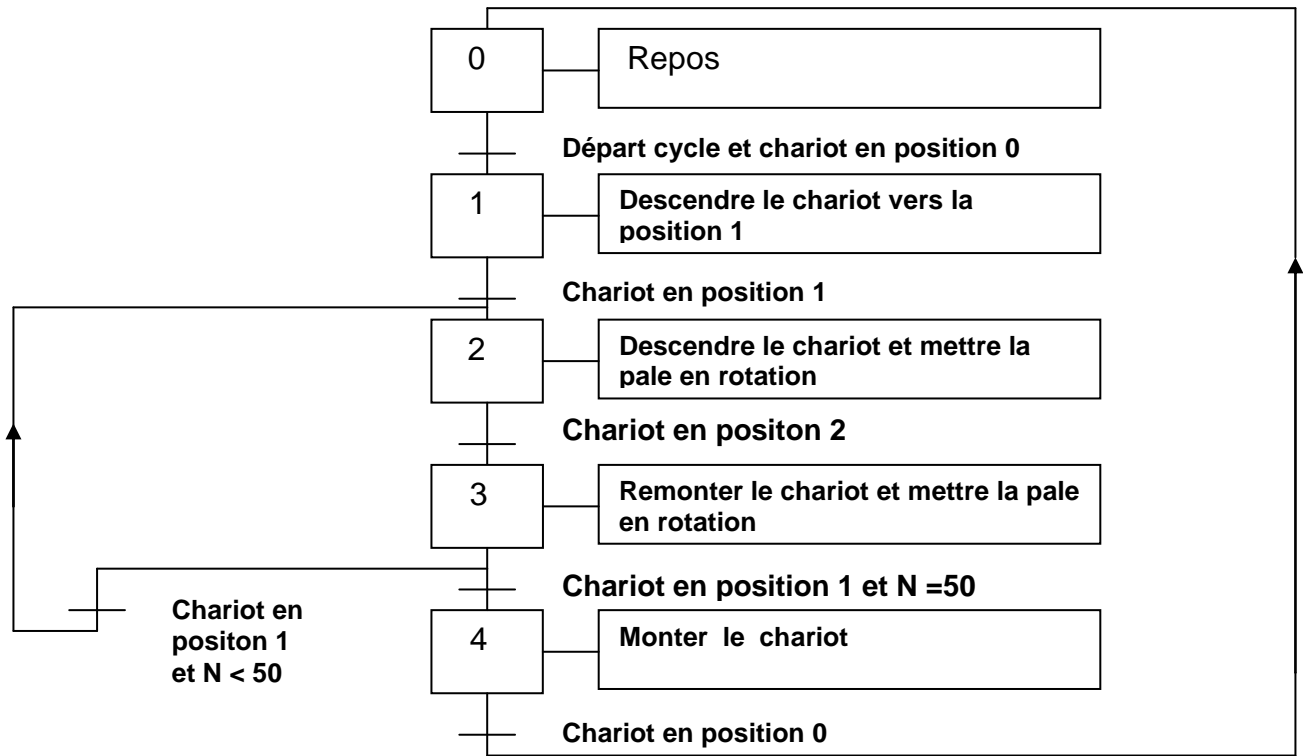 0
Repos
Départ cycle et chariot en position 0
1
Descendre le chariot vers la
position 1
Chariot en position 1
2
Descendre le chariot et mettre la
pale en rotation
Chariot en positon 2
3
Remonter le chariot et mettre la pale
en rotation
Chariot en position 1 et N =50
Chariot en
positon 1
et N < 50
4
Monter le chariot
Chariot en position 0